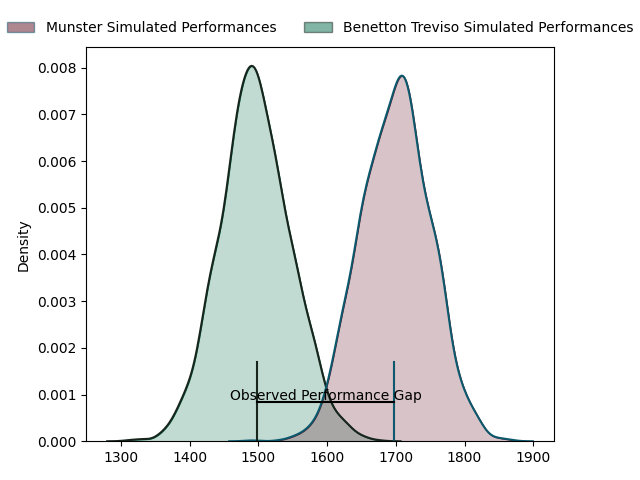 Munster Simulated Performances
Benetton Treviso Simulated Performances
0.008
0.007
0.006
0.005
0.004
0.003
0.002
0.001
0.000
Density
Observed Performance Gap
1300 1400 1500 1600 1700 1800 1900